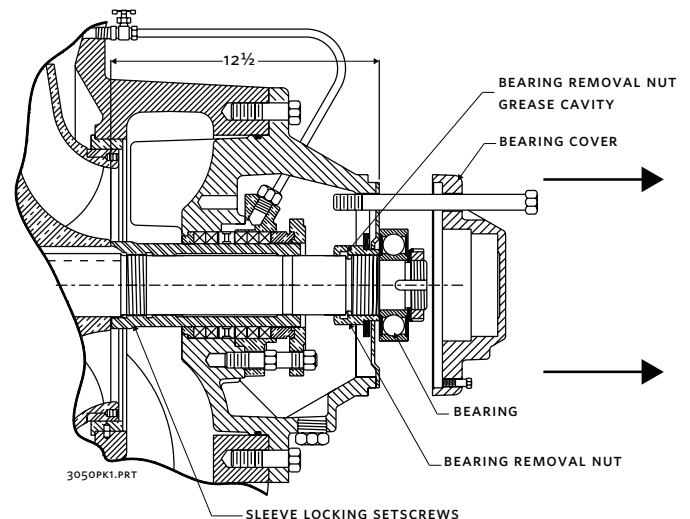 12½
BEARING REMOVAL NUT
GREASE CAVITY
BEARING COVER
BEARING
BEARING REMOVAL NUT
3050PK1.PRT
SLEEVE LOCKING SETSCREWS